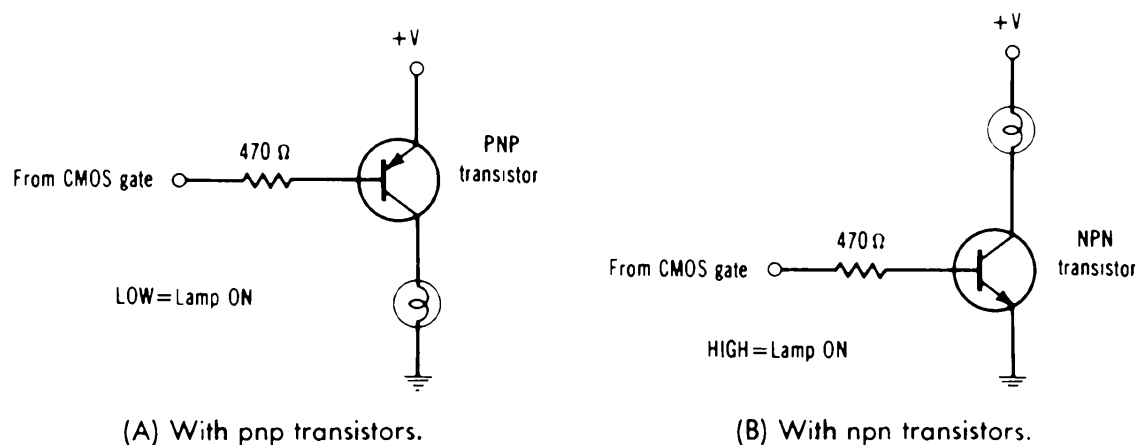 +V
470 Ω
PNP
transistor
From CMOS gate
LOW=Lamp ON
(A) With pnp transistors.
+V
470 Ω
NPN
transistor
From CMOS gate
HIGH=Lamp ON
(B) With npn transistors.